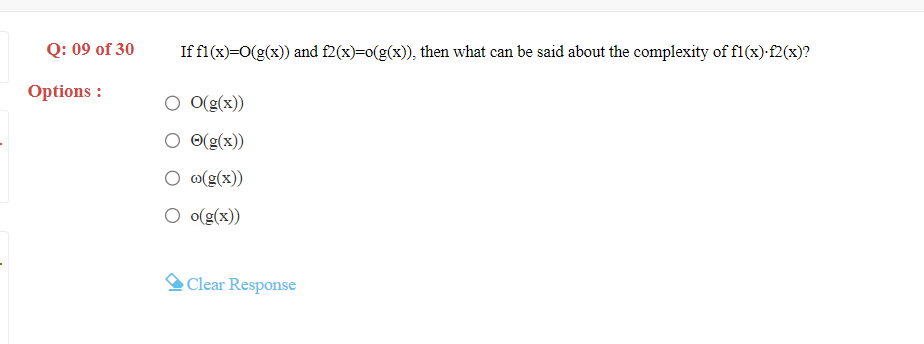 Q: 09 of 30 If f1(x)=O(g(x)) and f2(x)=o(g(x)), then what can be said about the complexity of f1(x)·f2(x)?
Options :
O(g(x))
Θ(g(x))
ω(g(x))
o(g(x))
Clear Response